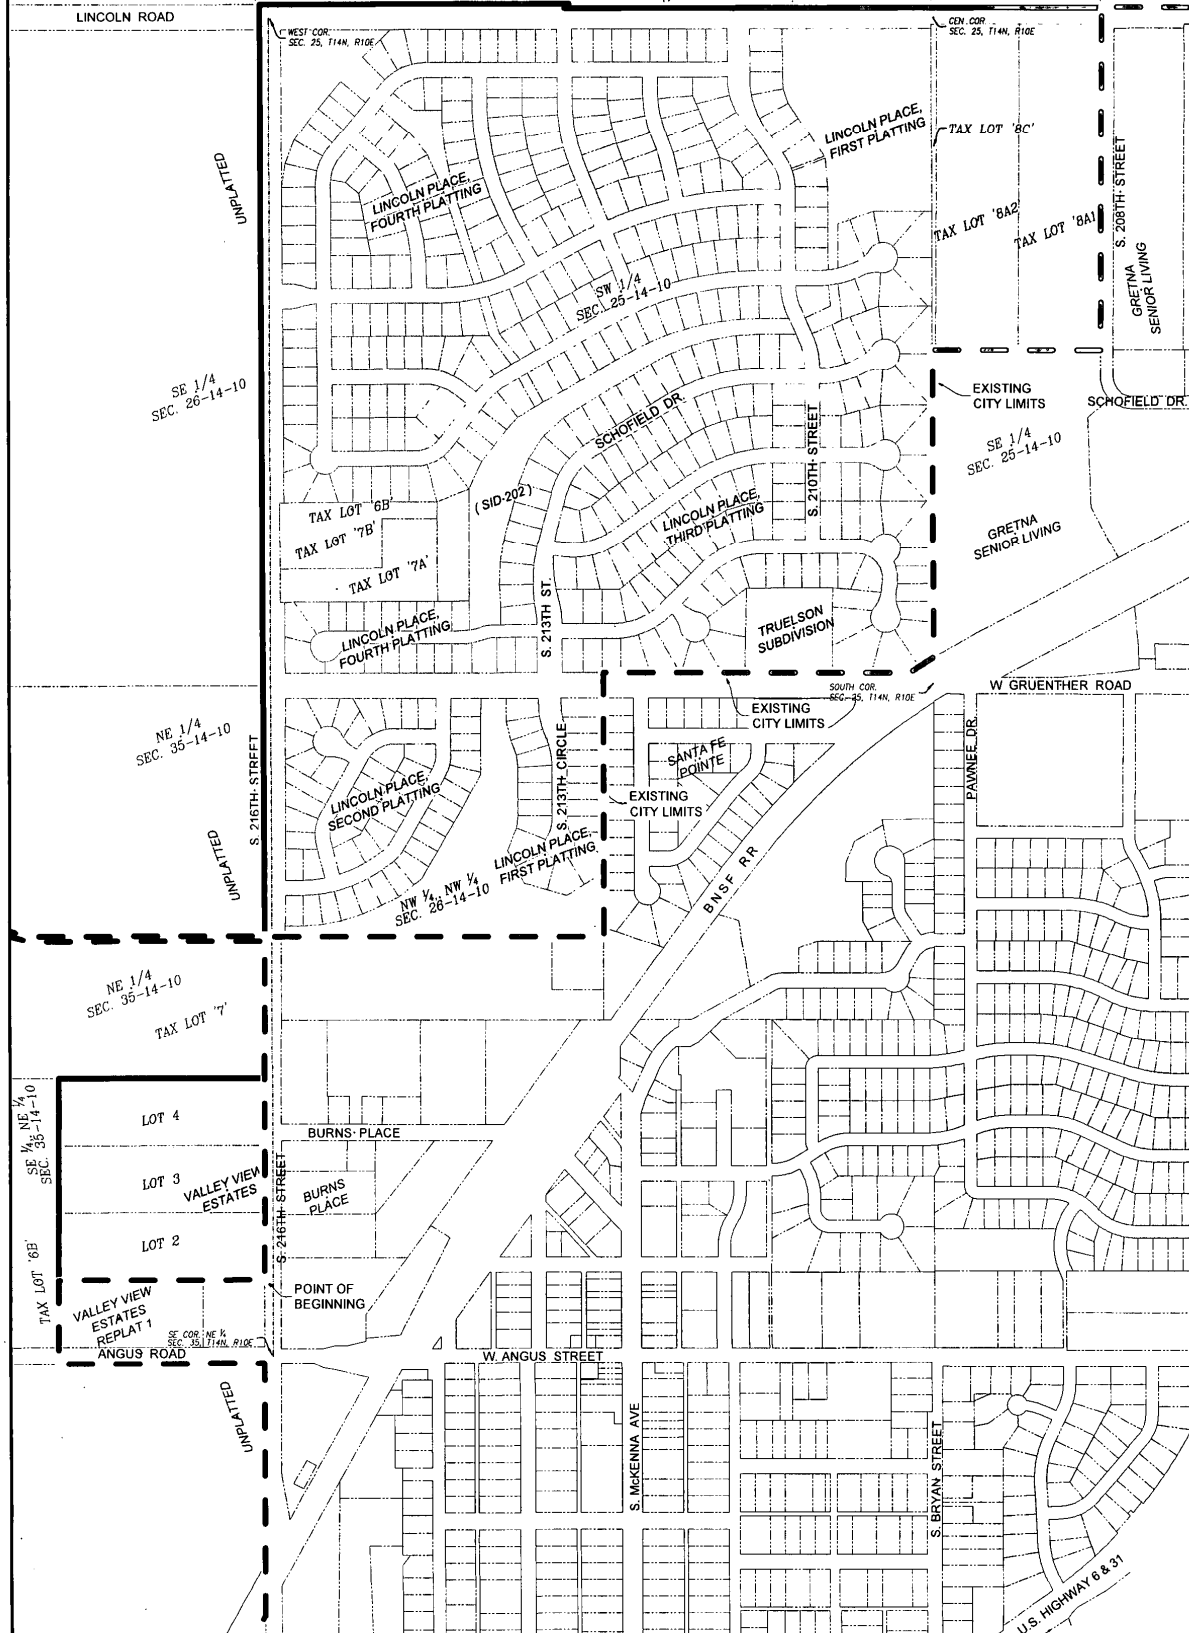 LINCOLN ROAD
WEST COR.
SEC. 25, T14N, R10E
CEN. COR.
SEC. 25, T14N, R10E
TAX LOT '8C'
LINCOLN PLACE,
FIRST PLATTING
UNPLATTED
LINCOLN PLACE,
FOURTH PLATTING
TAX LOT '8A2'
TAX LOT '8A1'
S. 208TH STREET
GRETNA
SENIOR LIVING
SW 1/4
SEC. 25-14-10
SE 1/4
SEC. 26-14-10
EXISTING
CITY LIMITS
SCHOFIELD DR.
SCHOFIELD DR.
S. 210TH STREET
SE 1/4
SEC. 25-14-10
(SID-202)
TAX LOT '6B'
TAX LOT '7B'
TAX LOT '7A'
LINCOLN PLACE,
THIRD PLATTING
GRETNA
SENIOR LIVING
S. 213TH ST.
LINCOLN PLACE,
FOURTH PLATTING
TRUELSON
SUBDIVISION
SOUTH COR.
SEC. 25, T14N, R10E
W GRUENTHER ROAD
EXISTING
CITY LIMITS
NE 1/4
SEC. 35-14-10
S. 216TH STREET
S. 213TH CIRCLE
SANTA FE
POINTE
PAWNEE DR.
LINCOLN PLACE,
SECOND PLATTING
EXISTING
CITY LIMITS
UNPLATTED
LINCOLN PLACE,
FIRST PLATTING
NW ¼, NW ¼
SEC. 26-14-10
BNSF RR
NE 1/4
SEC. 35-14-10
TAX LOT '7'
SE ¼, NE ¼
SEC. 35-14-10
LOT 4
BURNS PLACE
LOT 3
VALLEY VIEW
ESTATES
S. 216TH STREET
BURNS
PLACE
LOT 2
TAX LOT '6B'
POINT OF
BEGINNING
VALLEY VIEW
ESTATES
REPLAT 1
SE COR. NE ¼
SEC. 35, T14N, R10E
ANGUS ROAD
W. ANGUS STREET
UNPLATTED
S. McKENNA AVE
S. BRYAN STREET
U.S. HIGHWAY 6 & 31